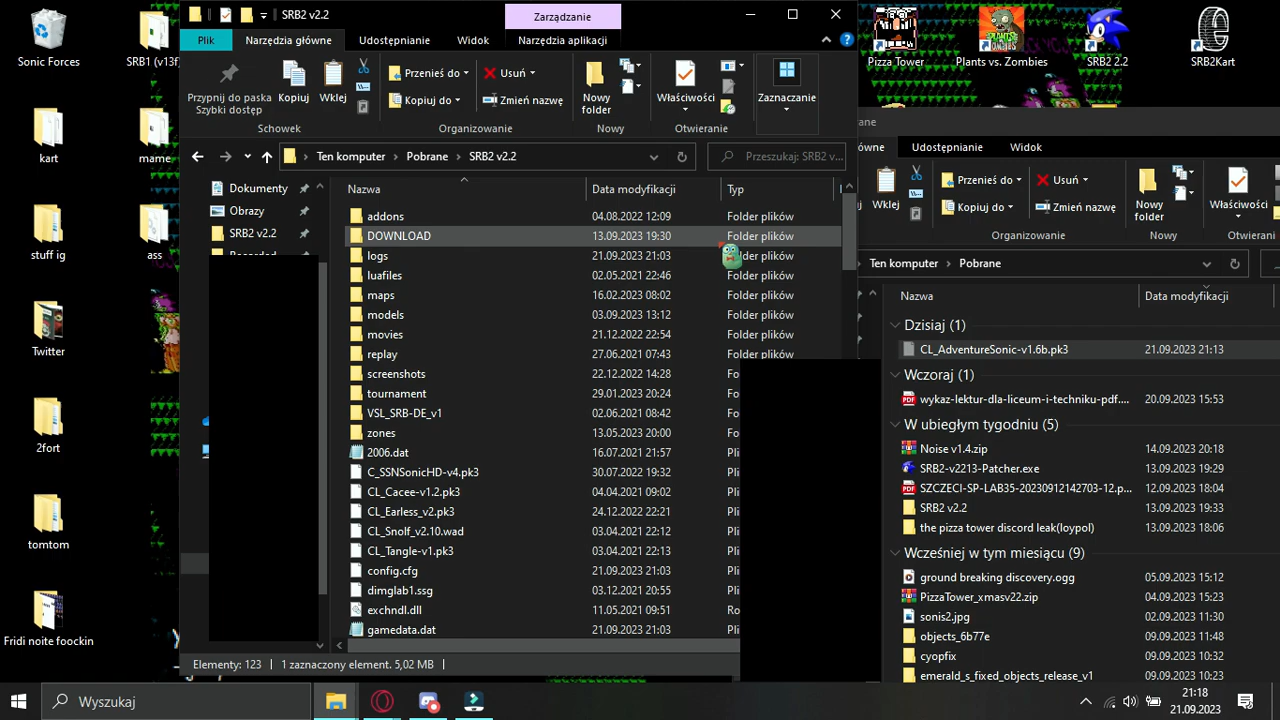 SRB2 v2.2
Zarządzanie
Plik
Narzędzia główne
Udostępnianie
Widok
Narzędzia aplikacji
Przypnij do paska
Szybki dostęp
Kopiuj
Wklej
Przenieś do
Kopiuj do
Usuń
Zmień nazwę
Nowy
folder
Właściwości
Zaznaczanie
Schowek
Organizowanie
Nowy
Otwieranie
Ten komputer
Pobrane
SRB2 v2.2
Przeszukaj: SRB2 v...
Dokumenty
Obrazy
SRB2 v2.2
Nazwa Data modyfikacji Typ
addons 04.08.2022 12:09 Folder plików
DOWNLOAD 13.09.2023 19:30 Folder plików
logs 21.09.2023 21:03 Folder plików
luafiles 02.05.2021 22:46 Folder plików
maps 16.02.2023 08:02 Folder plików
models 03.09.2023 13:12 Folder plików
movies 21.12.2022 22:54 Folder plików
replay 27.06.2021 07:43 Folder plików
screenshots 22.12.2022 14:28
tournament 29.01.2023 20:24
VSL_SRB-DE_v1 02.06.2021 08:42 Fo
zones 13.05.2023 20:00 Fo
2006.dat 16.07.2021 21:57 Pli
C_SSNSonicHD-v4.pk3 30.07.2022 19:32 Pli
CL_Cacee-v1.2.pk3 04.04.2021 09:02 Pli
CL_Earless_v2.pk3 24.12.2022 22:21 Pli
CL_Snolf_v2.10.wad 03.04.2021 22:12 Pli
CL_Tangle-v1.pk3 03.04.2021 22:13 Pli
config.cfg 21.09.2023 21:03 Pli
dimglab1.ssg 03.12.2021 20:55 Pli
exchndl.dll 11.05.2021 09:51 Ro
gamedata.dat 21.09.2023 21:03 Pli
Elementy: 123
1 zaznaczony element. 5,02 MB
Sonic Forces
SRB1 (v13f
kart
mame
stuff ig
ass
Twitter
2fort
tomtom
Fridi noite foockin
Pizza Tower
Plants vs. Zombies
SRB2 2.2
SRB2Kart
rane
ówne
Udostępnianie
Widok
Wklej
Przenieś do
Kopiuj do
Usuń
Zmień nazwę
Nowy
folder
Właściwości
Organizowanie
Nowy
Otwierani
Ten komputer
Pobrane
Nazwa Data modyfikacji
Dzisiaj (1)
CL_AdventureSonic-v1.6b.pk3 21.09.2023 21:13
Wczoraj (1)
wykaz-lektur-dla-liceum-i-techniku-pdf.... 20.09.2023 15:53
W ubiegłym tygodniu (5)
Noise v1.4.zip 14.09.2023 20:18
SRB2-v2213-Patcher.exe 13.09.2023 19:29
SZCZECI-SP-LAB35-20230912142703-12.p... 12.09.2023 18:04
SRB2 v2.2 13.09.2023 19:33
the pizza tower discord leak(loypol) 13.09.2023 18:06
Wcześniej w tym miesiącu (9)
ground breaking discovery.ogg 05.09.2023 15:12
PizzaTower_xmasv22.zip 04.09.2023 15:23
sonis2.jpg 02.09.2023 11:37
objects_6b77e 09.09.2023 11:48
cyopfix 09.09.2023 10:32
emerald_s_fixed_objects_release_v1 09.09.2023 10:31
Wyszukaj
21:18
21.09.2023